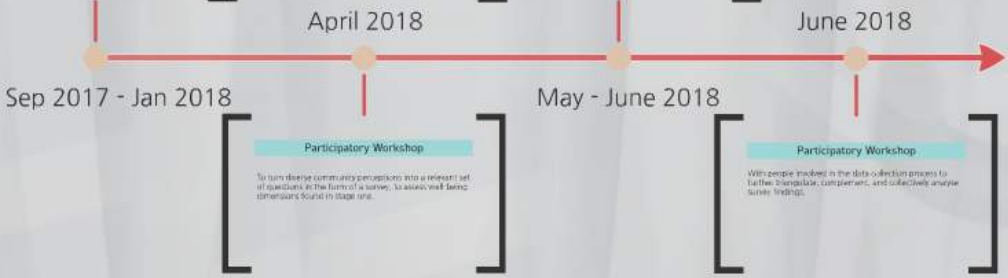 April 2018
June 2018
Sep 2017 - Jan 2018
May - June 2018
Participatory Workshop
To turn diverse community perceptions into a relevant set
of questions in the form of a survey, to assess well-being
dimensions found in stage one.
Participatory Workshop
With people involved in the data collection process to
further triangulate, complement, and collectively analyse
survey findings.